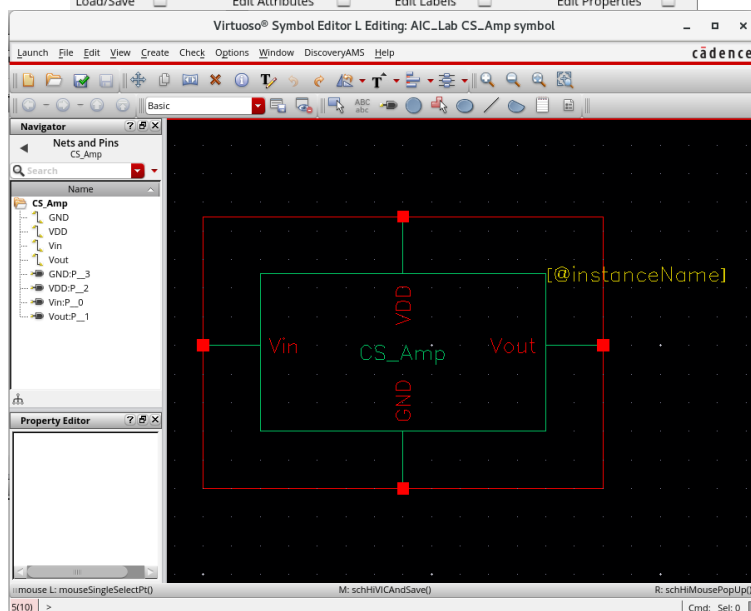 Load/Save Edit Attributes Edit Labels Edit Properties
Virtuoso® Symbol Editor L Editing: AIC_Lab CS_Amp symbol
Launch File Edit View Create Check Options Window DiscoveryAMS Help
cādence
Basic
ABC
abc
Navigator
Nets and Pins
CS_Amp
Search
Name
CS_Amp
GND
VDD
Vin
Vout
GND:P__3
VDD:P__2
Vin:P__0
Vout:P__1
Property Editor
[@instanceName]
VDD
Vin
CS_Amp
Vout
GND
mouse L: mouseSingleSelectPt() M: schHiVICAndSave() R: schHiMousePopUp()
5(10) > Cmd: Sel: 0